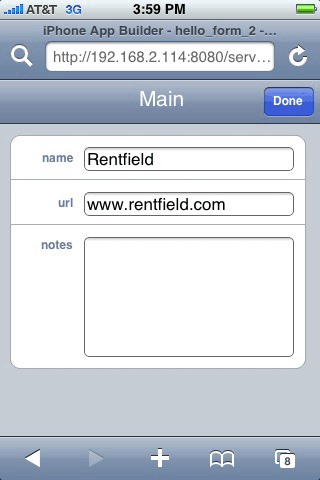 AT&T 3G 3:59 PM
iPhone App Builder - hello_form_2 -...
http://192.168.2.114:8080/serv...
Main Done
name Rentfield
url www.rentfield.com
notes
8